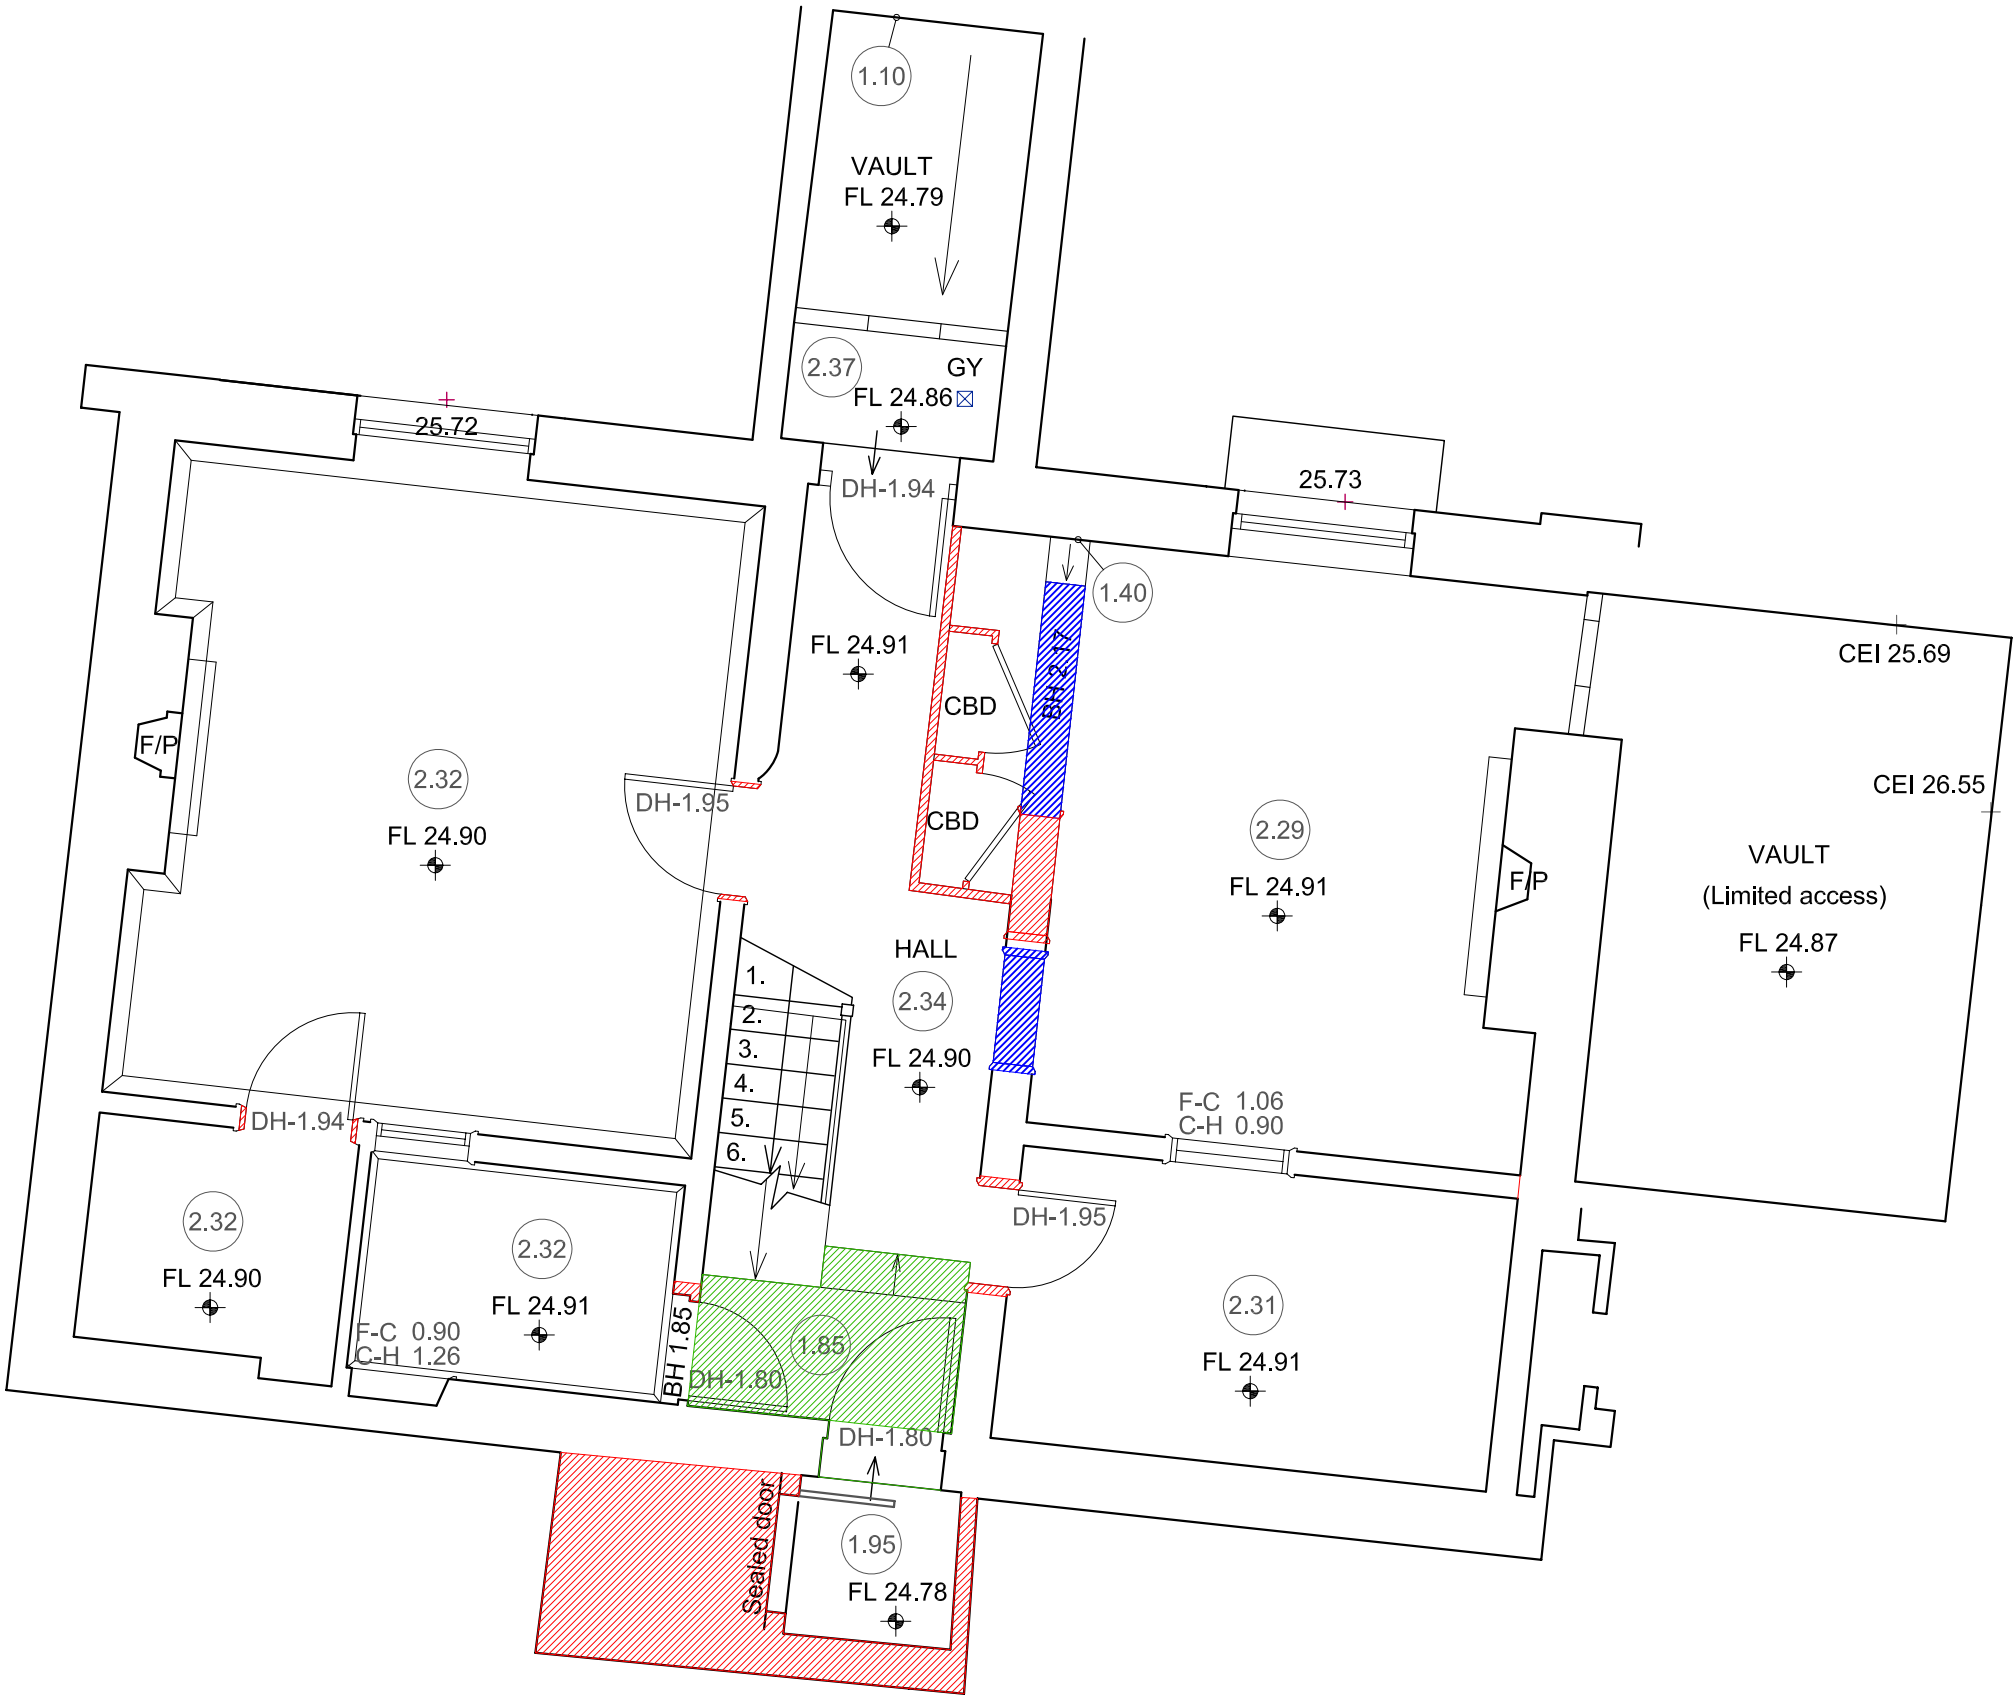 1.10
VAULT
FL 24.79
2.37
GY
FL 24.86
25.72
DH-1.94
25.73
1.40
FL 24.91
BH 2.17
CEI 25.69
CBD
F/P
2.32
DH-1.95
FL 24.90
CBD
2.29
FL 24.91
CEI 26.55
VAULT
(Limited access)
FL 24.87
F/P
HALL
2.34
FL 24.90
1.
2.
3.
4.
5.
6.
DH-1.94
F-C 1.06
C-H 0.90
DH-1.95
2.32
FL 24.90
2.32
FL 24.91
F-C 0.90
C-H 1.26
BH 1.85
1.85
DH-1.80
2.31
FL 24.91
DH-1.80
Sealed door
1.95
FL 24.78